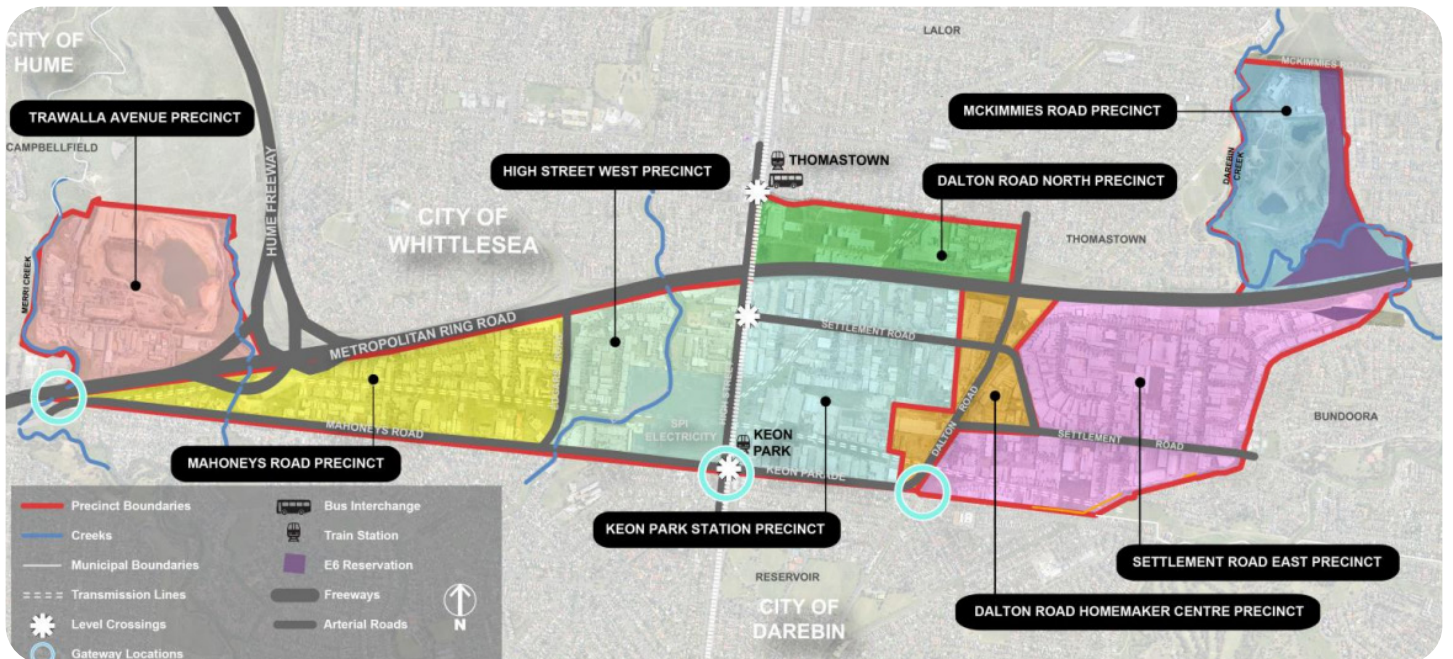 CITY OF
HUME
LALOR
MCKIMMIES
TRAWALLA AVENUE PRECINCT
MCKIMMIES ROAD PRECINCT
CAMPBELLFIELD
HUME FREEWAY
HIGH STREET WEST PRECINCT
THOMASTOWN
DALTON ROAD NORTH PRECINCT
DAREBIN
CREEK
CITY OF
WHITTLESEA
THOMASTOWN
MERRI CREEK
METROPOLITAN RING ROAD
SETTLEMENT ROAD
HIGH STREET
DALTON ROAD
BUNDOORA
MAHONEYS ROAD
SPI
ELECTRICITY
KEON
PARK
SETTLEMENT ROAD
MAHONEYS ROAD PRECINCT
KEON PARADE
KEON PARK STATION PRECINCT
SETTLEMENT ROAD EAST PRECINCT
RESERVOIR
DALTON ROAD HOMEMAKER CENTRE PRECINCT
CITY OF
DAREBIN
Precinct Boundaries
Creeks
Municipal Boundaries
Transmission Lines
Level Crossings
Gateway Locations
Bus Interchange
Train Station
E6 Reservation
Freeways
Arterial Roads
N